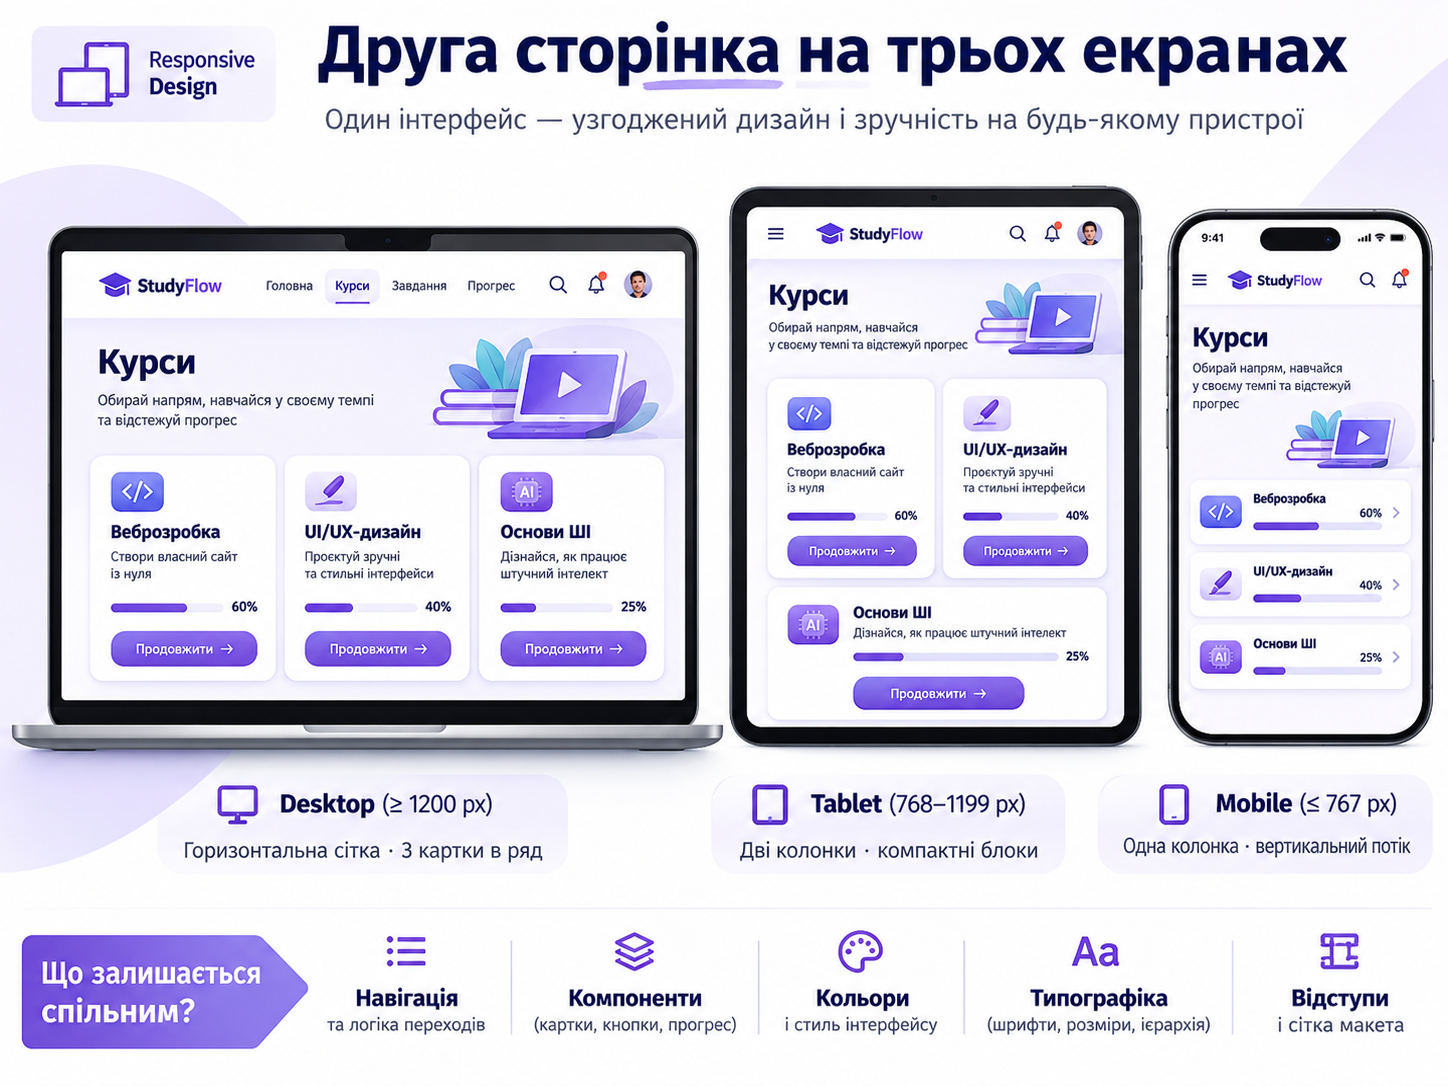 Responsive
Design
Друга сторінка на трьох екранах
Один інтерфейс — узгоджений дизайн і зручність на будь-якому пристрої
StudyFlow
Головна
Курси
Завдання
Прогрес
Курси
Обирай напрям, навчайся у своєму темпі
та відстежуй прогрес
</>
Веброзробка
Створи власний сайт
із нуля
60%
Продовжити →
UI/UX-дизайн
Проєктуй зручні
та стильні інтерфейси
40%
Продовжити →
AI
Основи ШІ
Дізнайся, як працює
штучний інтелект
25%
Продовжити →
StudyFlow
Курси
Обирай напрям, навчайся
у своєму темпі та відстежуй прогрес
</>
Веброзробка
Створи власний сайт
із нуля
60%
Продовжити →
UI/UX-дизайн
Проєктуй зручні
та стильні інтерфейси
40%
Продовжити →
AI
Основи ШІ
Дізнайся, як працює штучний інтелект
25%
Продовжити →
9:41
StudyFlow
Курси
Обирай напрям, навчайся
у своєму темпі та відстежуй
прогрес
</>
Веброзробка
60%
UI/UX-дизайн
40%
AI
Основи ШІ
25%
Desktop (≥ 1200 px)
Горизонтальна сітка · 3 картки в ряд
Tablet (768–1199 px)
Дві колонки · компактні блоки
Mobile (≤ 767 px)
Одна колонка · вертикальний потік
Що залишається
спільним?
Навігація
та логіка переходів
Компоненти
(картки, кнопки, прогрес)
Кольори
і стиль інтерфейсу
Aa
Типографіка
(шрифти, розміри, ієрархія)
Відступи
і сітка макета